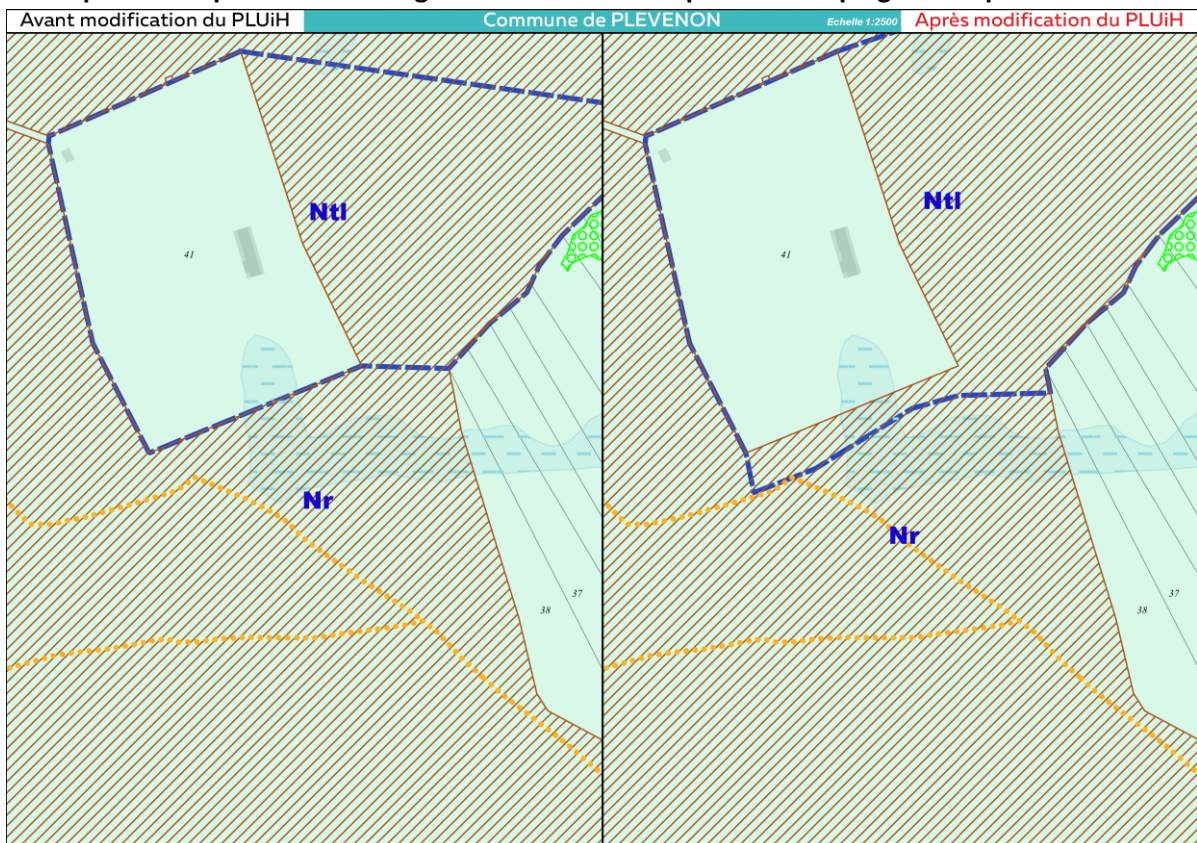 Avant modification du PLUiH
Commune de PLEVENON
Echelle 1:2500
Après modification du PLUiH
Ntl
41
Nr
37
38
Ntl
41
Nr
37
38